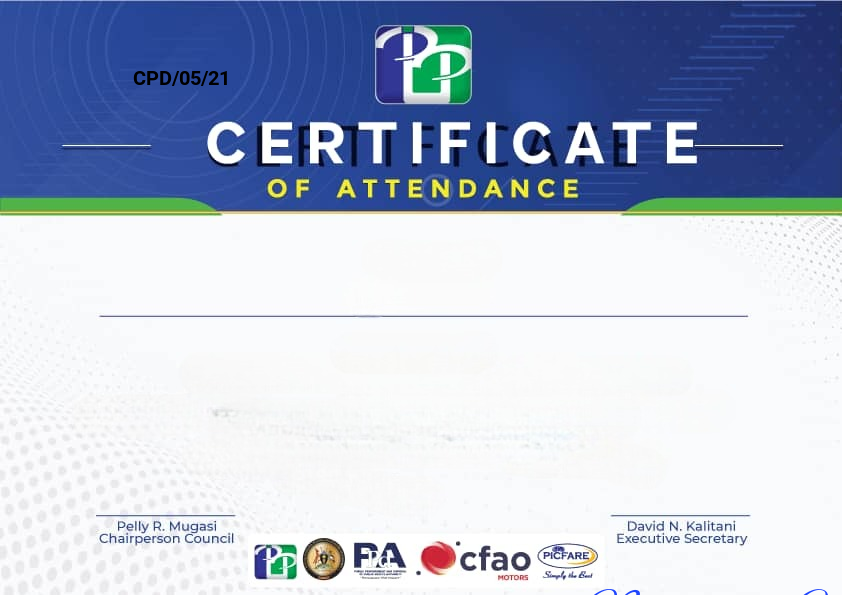 CPD/05/21
CERTIFICATE
OF ATTENDANCE
Pelly R. Mugasi
Chairperson Council
David N. Kalitani
Executive Secretary
cfao
MOTORS
PICFARE
Simply the Best